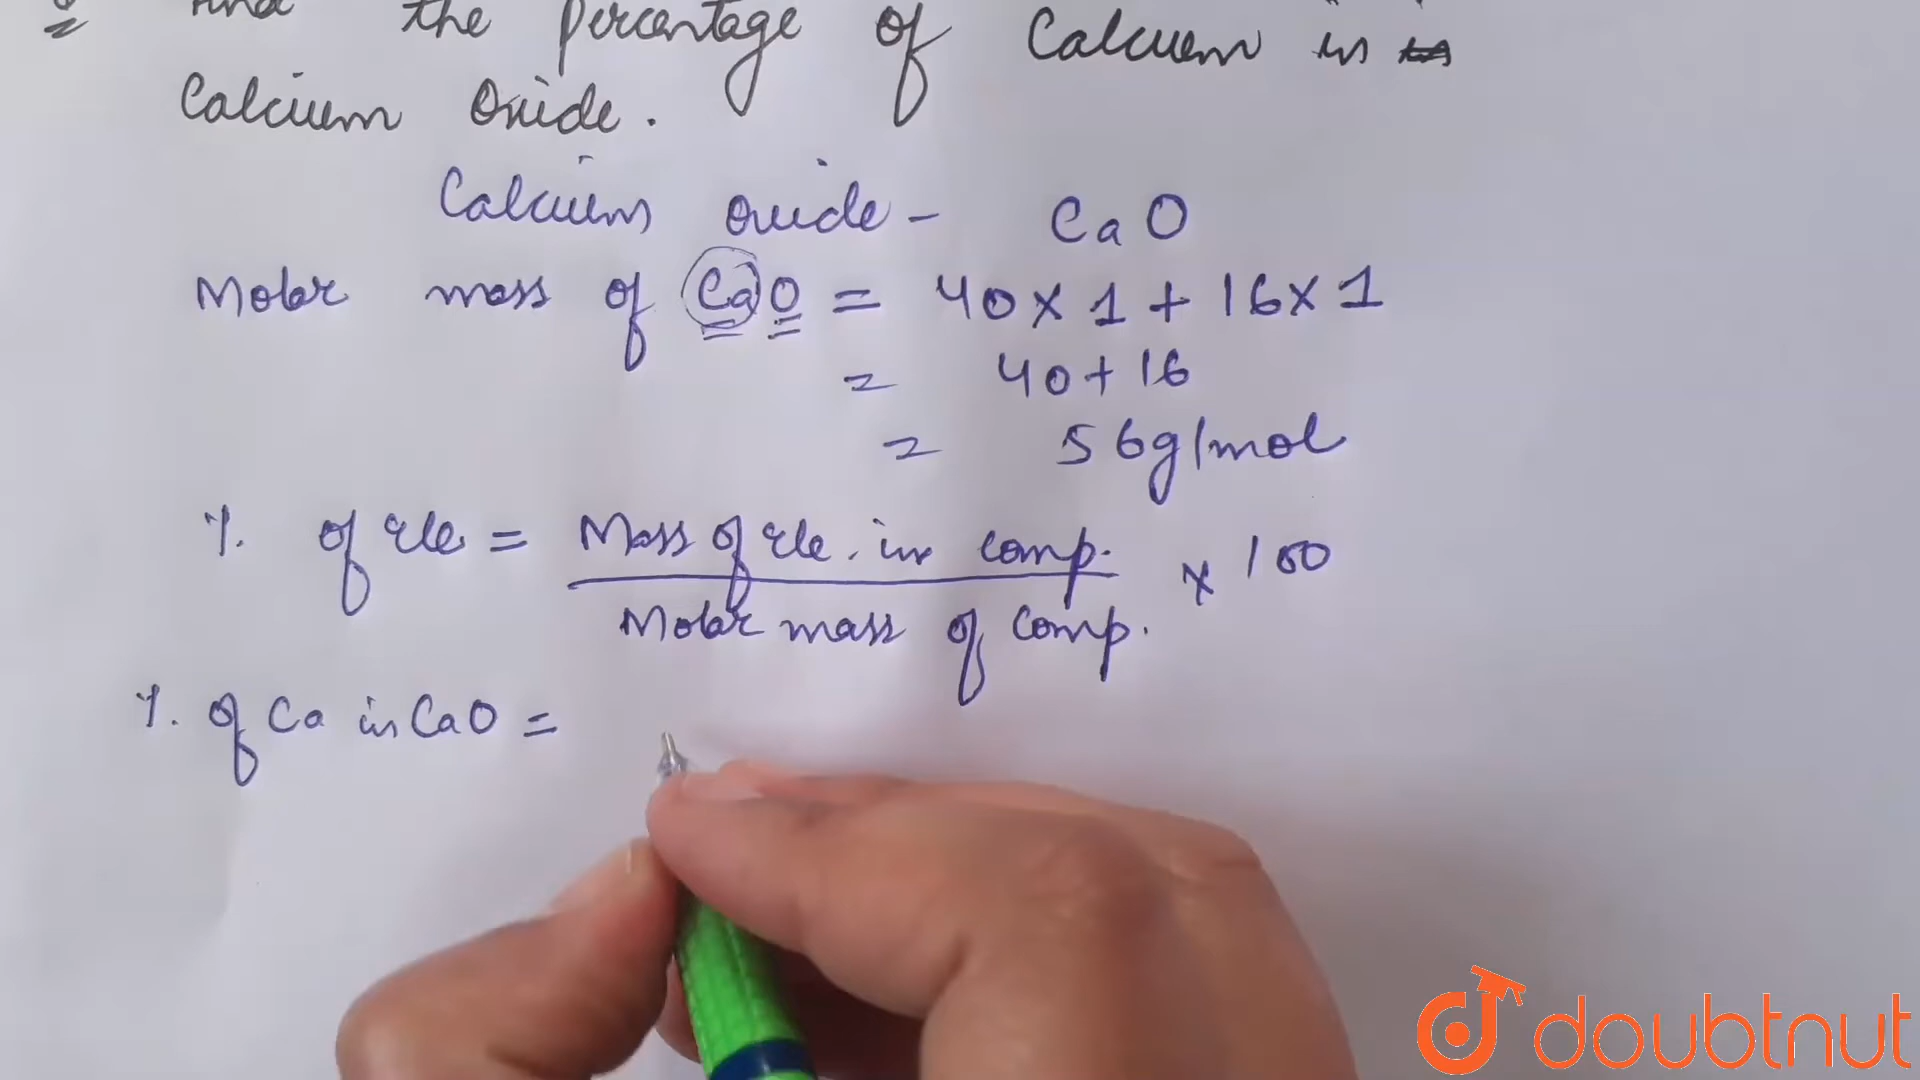 Find the Percentage of Calcium in
Calcium Oxide.
Calcium oxide - CaO
Molar mass of CaO = 40 x 1 + 16 x 1
= 40 + 16
= 56g/mol
% of ele = Mass of ele. in comp. x 100
Molar mass of comp.
% of Ca in CaO =
doubtnut